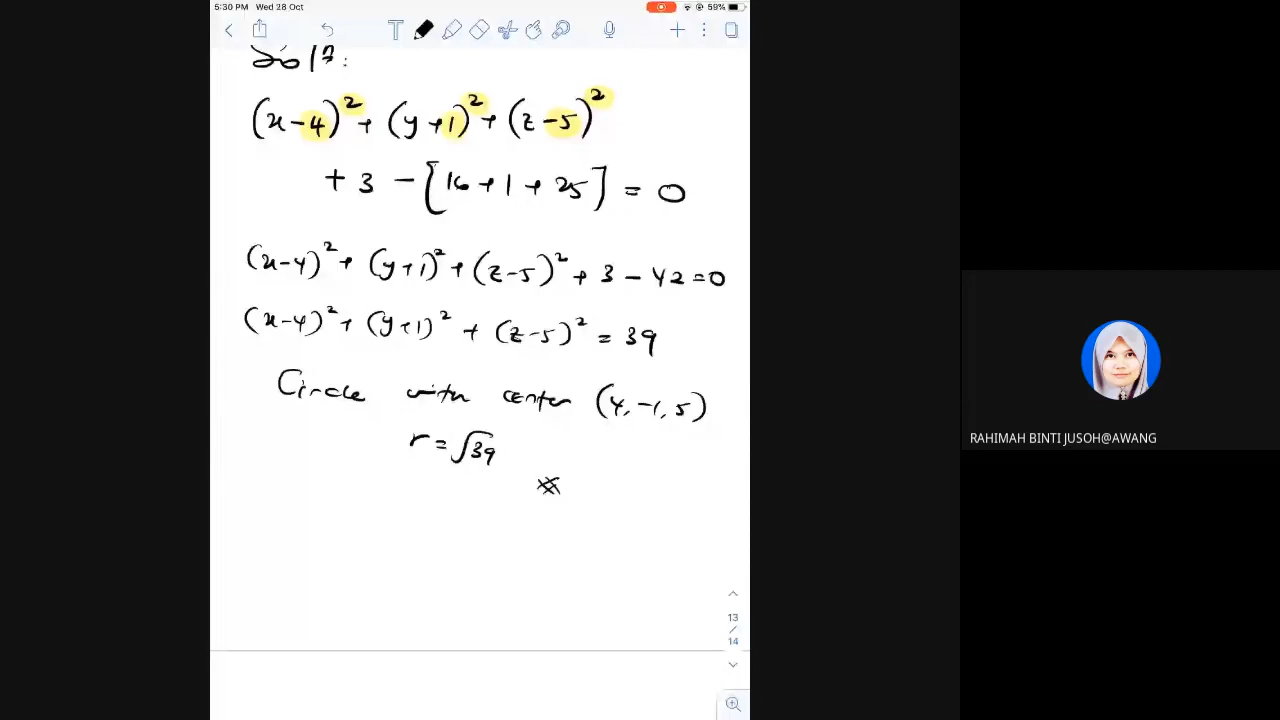 5:30 PM Wed 28 Oct
59%
Solⁿ:
(x-4)² + (y+1)² + (z-5)²
+ 3 - [16+1+25] = 0
(x-4)² + (y+1)² + (z-5)² + 3 - 42 = 0
(x-4)² + (y+1)² + (z-5)² = 39
Circle with center (4, -1, 5)
r = √39
RAHIMAH BINTI JUSOH@AWANG
13
/
14